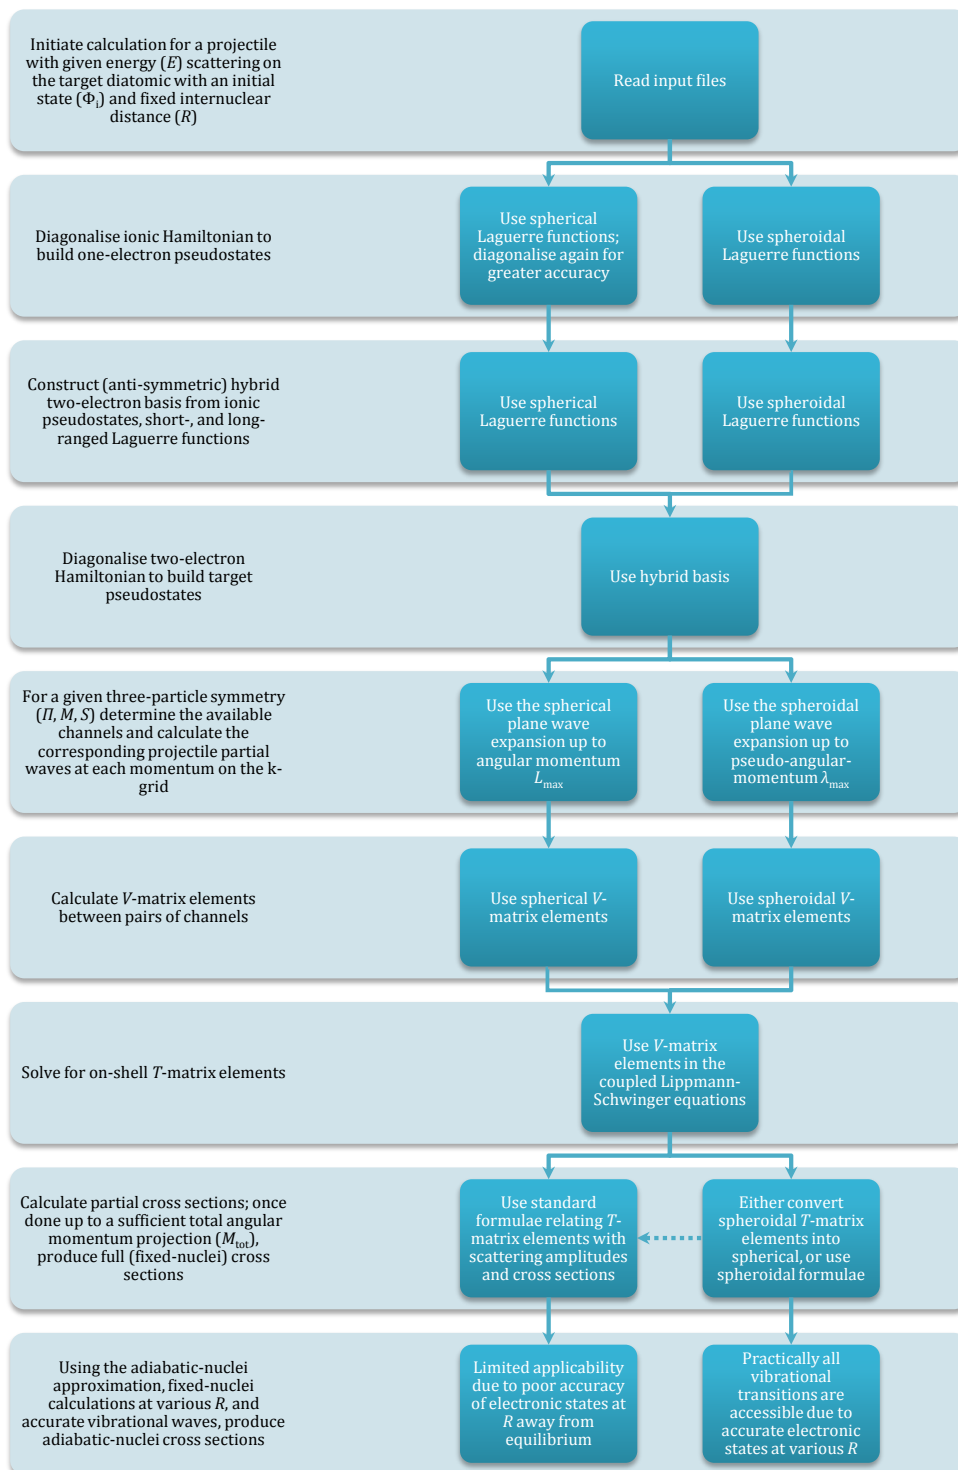 Initiate calculation for a projectile
with given energy (E) scattering on
the target diatomic with an initial
state (Φi) and fixed internuclear
distance (R)
Read input files
Diagonalise ionic Hamiltonian to
build one-electron pseudostates
Use spherical
Laguerre functions;
diagonalise again for
greater accuracy
Use spheroidal
Laguerre functions
Construct (anti-symmetric) hybrid
two-electron basis from ionic
pseudostates, short-, and long-
ranged Laguerre functions
Use spherical
Laguerre functions
Use spheroidal
Laguerre functions
Diagonalise two-electron
Hamiltonian to build target
pseudostates
Use hybrid basis
For a given three-particle symmetry
(Π, M, S) determine the available
channels and calculate the
corresponding projectile partial
waves at each momentum on the k-
grid
Use the spherical
plane wave
expansion up to
angular momentum
Lmax
Use the spheroidal
plane wave
expansion up to
pseudo-angular-
momentum λmax
Calculate V-matrix elements
between pairs of channels
Use spherical V-
matrix elements
Use spheroidal V-
matrix elements
Solve for on-shell T-matrix elements
Use V-matrix
elements in the
coupled Lippmann-
Schwinger equations
Calculate partial cross sections; once
done up to a sufficient total angular
momentum projection (Mtot),
produce full (fixed-nuclei) cross
sections
Use standard
formulae relating T-
matrix elements with
scattering amplitudes
and cross sections
Either convert
spheroidal T-matrix
elements into
spherical, or use
spheroidal formulae
Using the adiabatic-nuclei
approximation, fixed-nuclei
calculations at various R, and
accurate vibrational waves, produce
adiabatic-nuclei cross sections
Limited applicability
due to poor accuracy
of electronic states at
R away from
equilibrium
Practically all
vibrational
transitions are
accessible due to
accurate electronic
states at various R